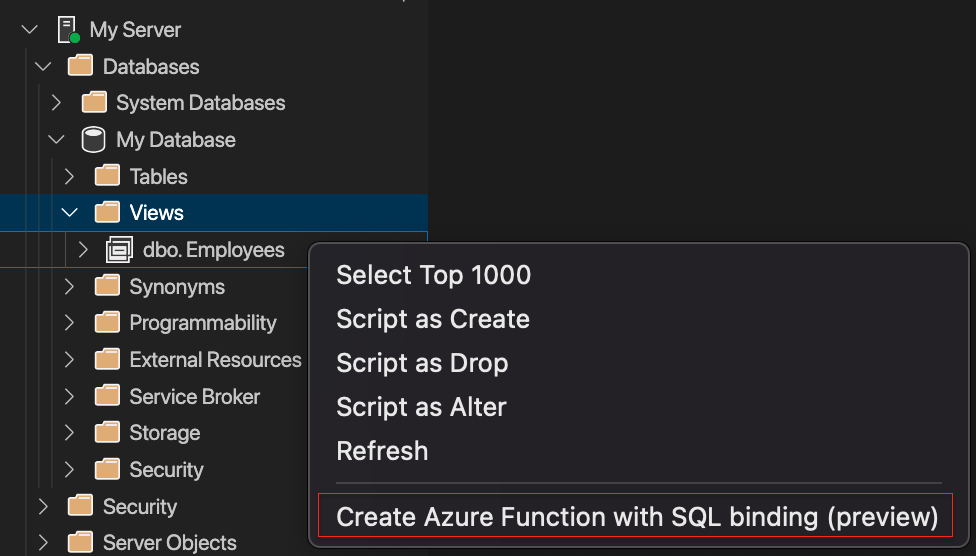 My Server
Databases
System Databases
My Database
Tables
Views
dbo. Employees
Synonyms
Programmability
External Resources
Service Broker
Storage
Security
Security
Server Objects
Select Top 1000
Script as Create
Script as Drop
Script as Alter
Refresh
Create Azure Function with SQL binding (preview)